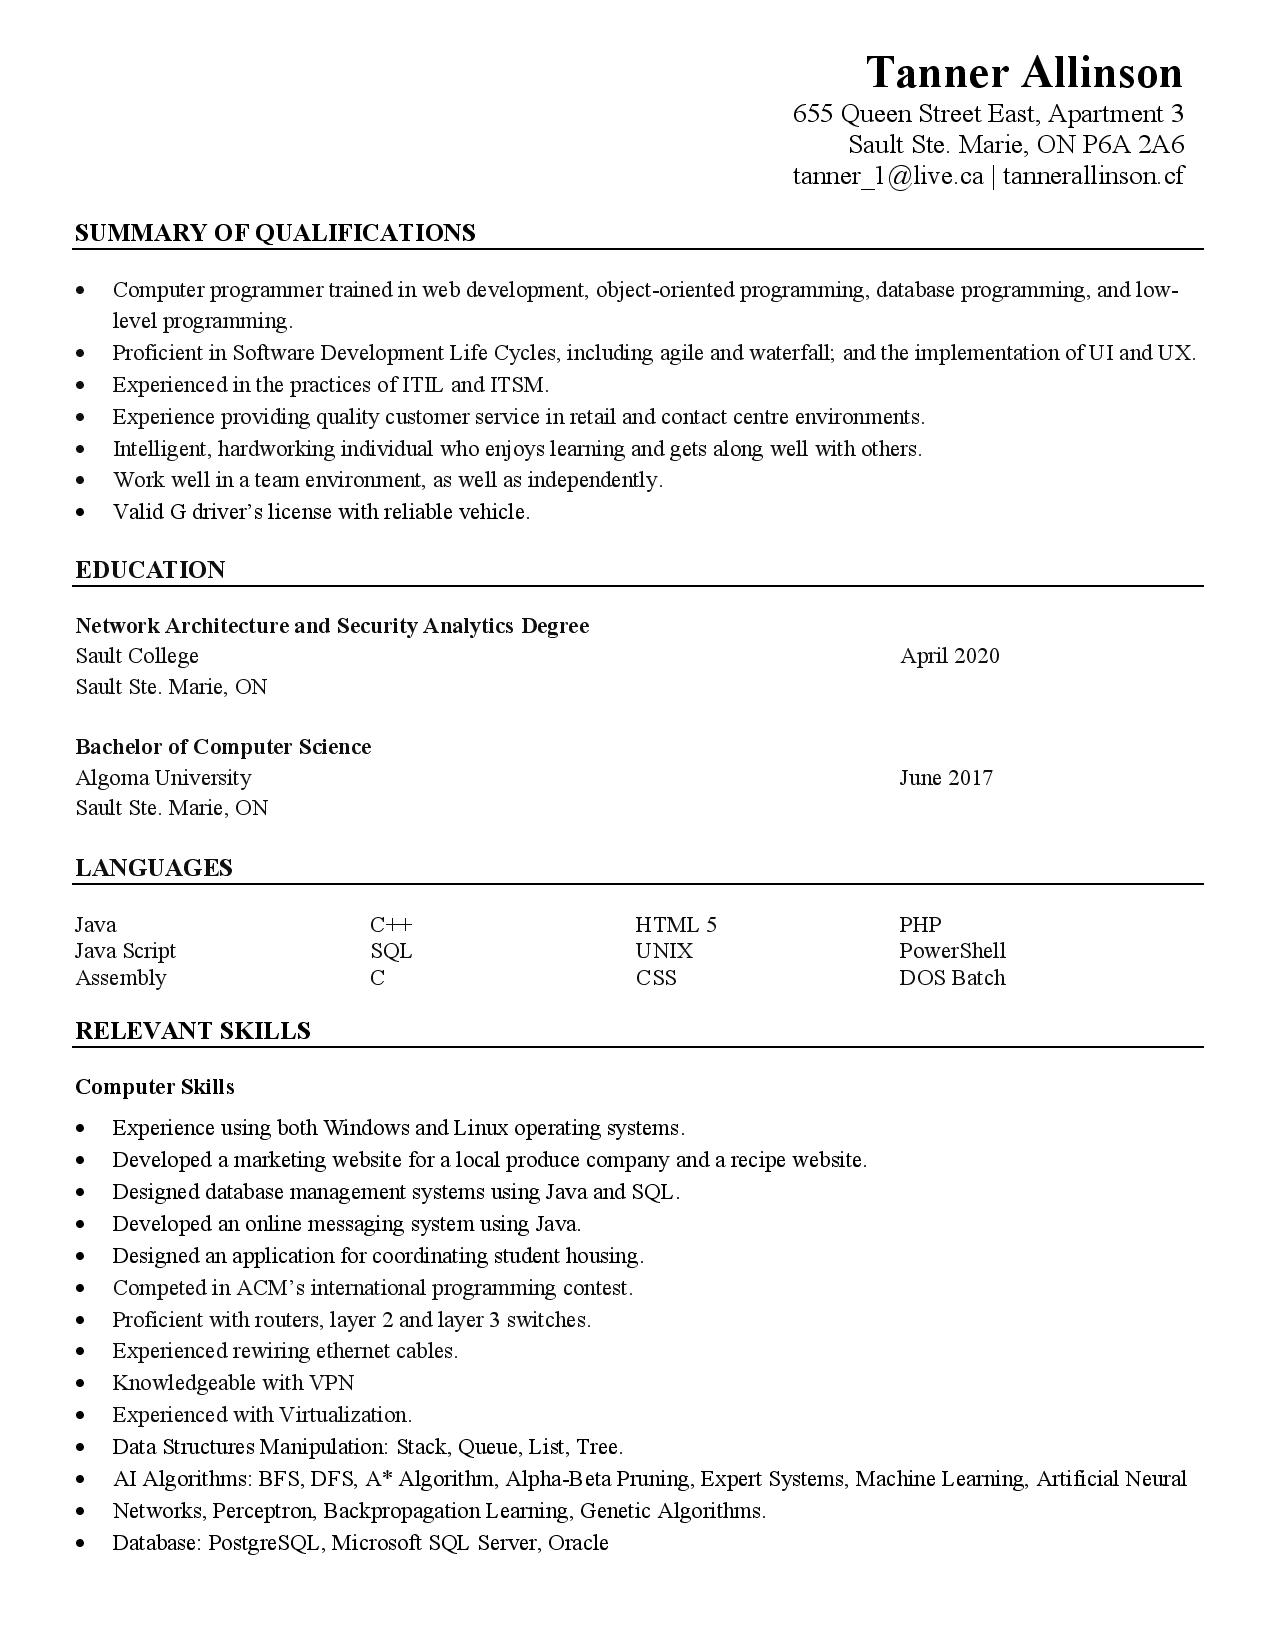 Tanner Allinson
655 Queen Street East, Apartment 3
Sault Ste. Marie, ON P6A 2A6
tanner_1@live.ca | tannerallinson.cf
SUMMARY OF QUALIFICATIONS
• Computer programmer trained in web development, object-oriented programming, database programming, and low-
level programming.
• Proficient in Software Development Life Cycles, including agile and waterfall; and the implementation of UI and UX.
• Experienced in the practices of ITIL and ITSM.
• Experience providing quality customer service in retail and contact centre environments.
• Intelligent, hardworking individual who enjoys learning and gets along well with others.
• Work well in a team environment, as well as independently.
• Valid G driver’s license with reliable vehicle.
EDUCATION
Network Architecture and Security Analytics Degree
Sault College April 2020
Sault Ste. Marie, ON
Bachelor of Computer Science
Algoma University June 2017
Sault Ste. Marie, ON
LANGUAGES
Java C++ HTML 5 PHP
Java Script SQL UNIX PowerShell
Assembly C CSS DOS Batch
RELEVANT SKILLS
Computer Skills
• Experience using both Windows and Linux operating systems.
• Developed a marketing website for a local produce company and a recipe website.
• Designed database management systems using Java and SQL.
• Developed an online messaging system using Java.
• Designed an application for coordinating student housing.
• Competed in ACM’s international programming contest.
• Proficient with routers, layer 2 and layer 3 switches.
• Experienced rewiring ethernet cables.
• Knowledgeable with VPN
• Experienced with Virtualization.
• Data Structures Manipulation: Stack, Queue, List, Tree.
• AI Algorithms: BFS, DFS, A* Algorithm, Alpha-Beta Pruning, Expert Systems, Machine Learning, Artificial Neural
• Networks, Perceptron, Backpropagation Learning, Genetic Algorithms.
• Database: PostgreSQL, Microsoft SQL Server, Oracle